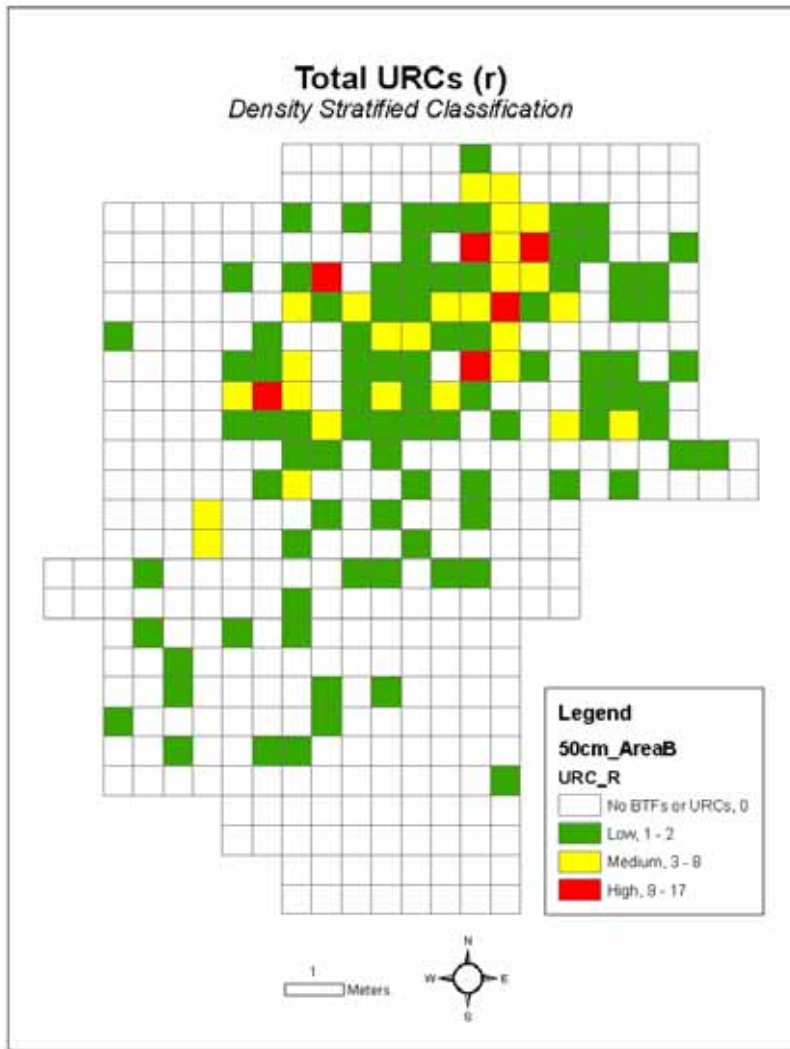 Total URCs (r)
Density Stratified Classification
Legend
50cm_AreaB
URC_R
No BTFs or URCs, 0
Low, 1 - 2
Medium, 3 - 8
High, 9 - 17
1
Meters
N
W
E
S